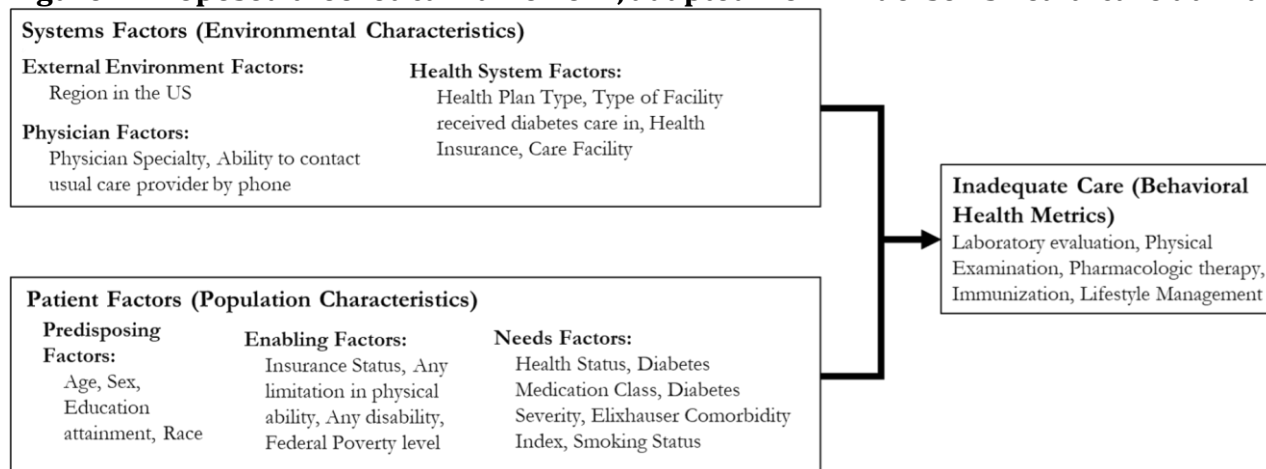 Systems Factors (Environmental Characteristics)
External Environment Factors:
Region in the US
Physician Factors:
Physician Specialty, Ability to contact
usual care provider by phone
Health System Factors:
Health Plan Type, Type of Facility
received diabetes care in, Health
Insurance, Care Facility
Inadequate Care (Behavioral
Health Metrics)
Laboratory evaluation, Physical
Examination, Pharmacologic therapy,
Immunization, Lifestyle Management
Patient Factors (Population Characteristics)
Predisposing
Factors:
Age, Sex,
Education
attainment, Race
Enabling Factors:
Insurance Status, Any
limitation in physical
ability, Any disability,
Federal Poverty level
Needs Factors:
Health Status, Diabetes
Medication Class, Diabetes
Severity, Elixhauser Comorbidity
Index, Smoking Status